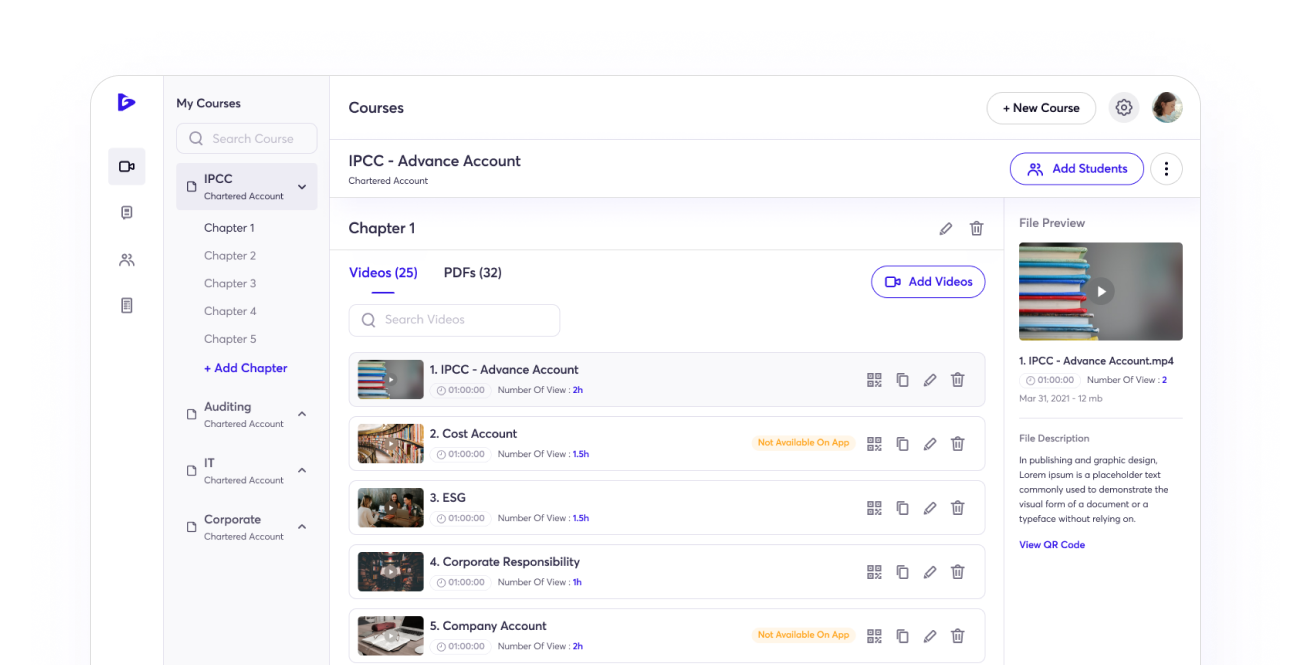 My Courses
Search Course
IPCC
Chartered Account
Chapter 1
Chapter 2
Chapter 3
Chapter 4
Chapter 5
+ Add Chapter
Auditing
Chartered Account
IT
Chartered Account
Corporate
Chartered Account
Courses
+ New Course
IPCC - Advance Account
Chartered Account
Add Students
Chapter 1
Videos (25)
PDFs (32)
Add Videos
Search Videos
1. IPCC - Advance Account
01:00:00
Number Of View : 2h
2. Cost Account
01:00:00
Number Of View : 1.5h
Not Available On App
3. ESG
01:00:00
Number Of View : 1.5h
4. Corporate Responsibility
01:00:00
Number Of View : 1h
5. Company Account
01:00:00
Number Of View : 2h
Not Available On App
File Preview
1. IPCC - Advance Account.mp4
01:00:00
Number Of View : 2
Mar 31, 2021 - 12 mb
File Description
In publishing and graphic design,
Lorem ipsum is a placeholder text
commonly used to demonstrate the
visual form of a document or a
typeface without relying on.
View QR Code